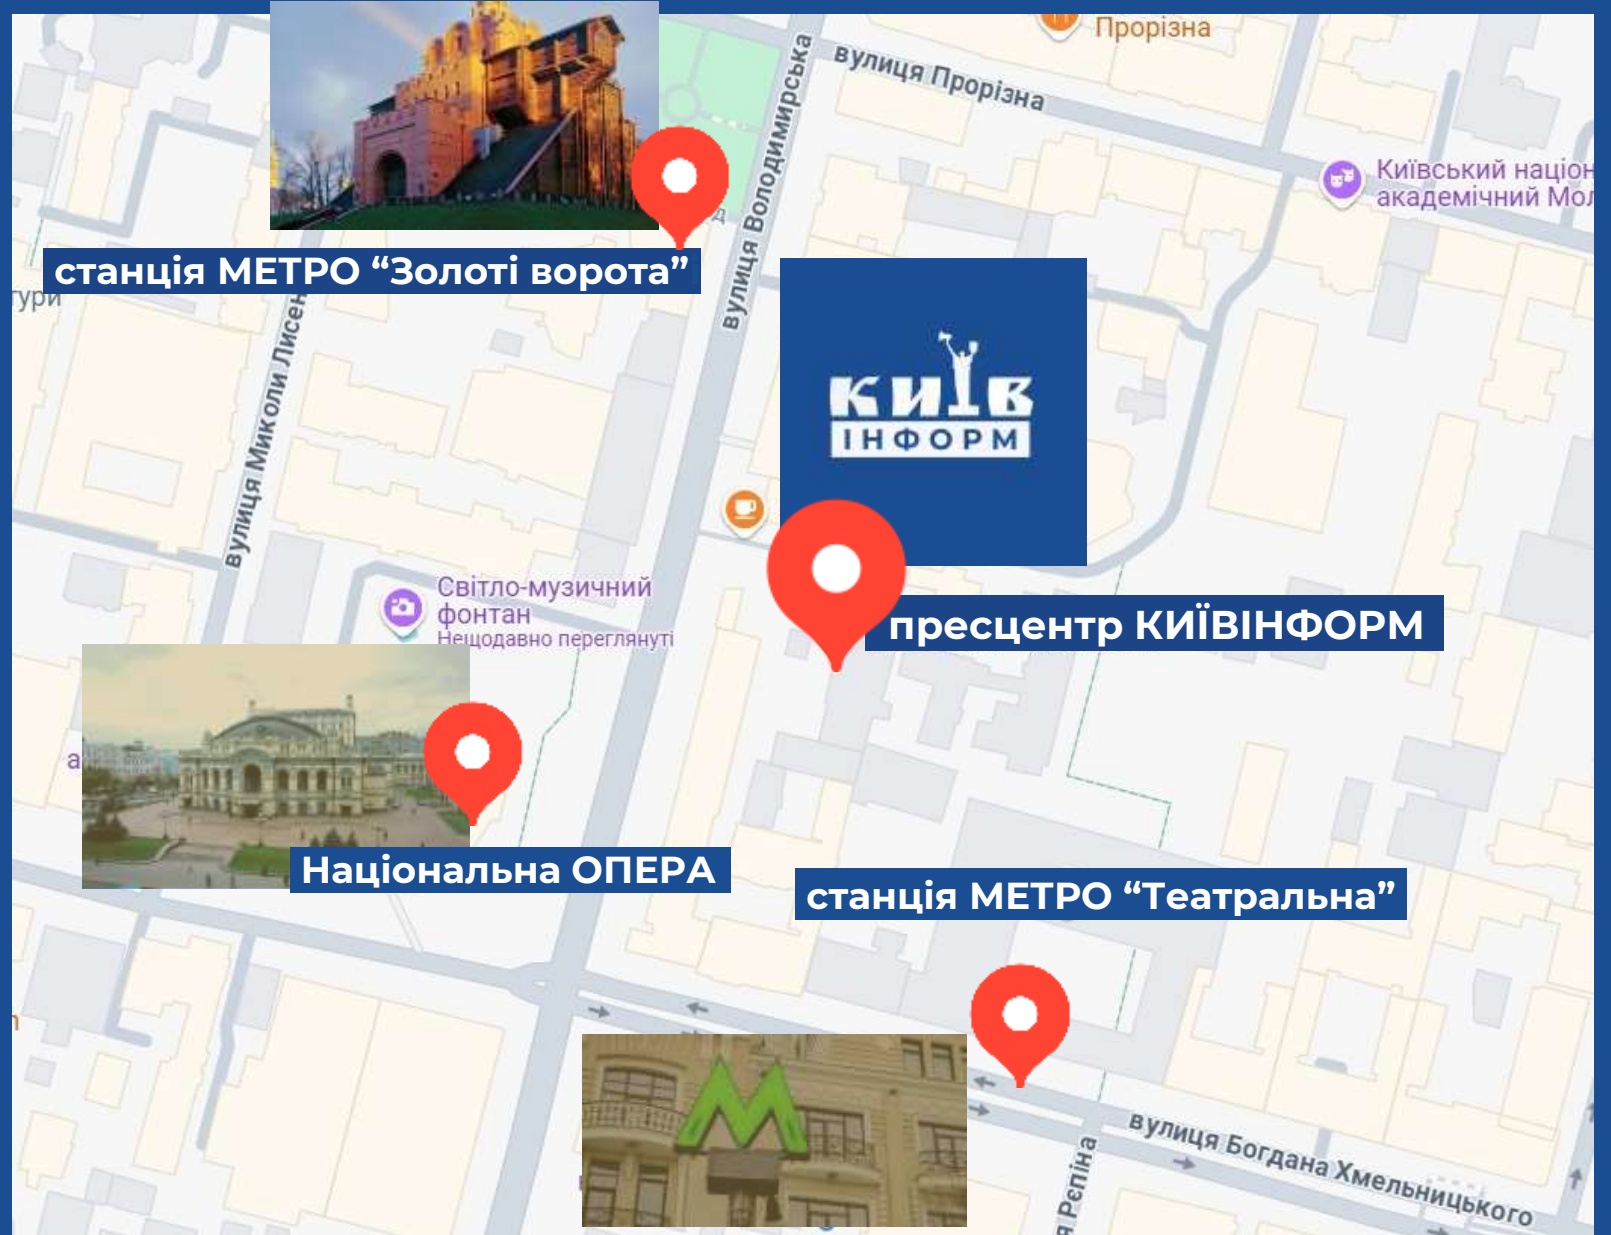 Прорізна
вулиця Прорізна
вулиця Володимирська
Київський націон
академічний Мол
станція МЕТРО “Золоті ворота”
тури
вулиця Миколи Лисен
КИЇВ
ІНФОРМ
Світло-музичний
фонтан
Нещодавно переглянуті
пресцентр КИЇВІНФОРМ
Національна ОПЕРА
станція МЕТРО “Театральна”
М
вулиця Богдана Хмельницького
я Рєпіна